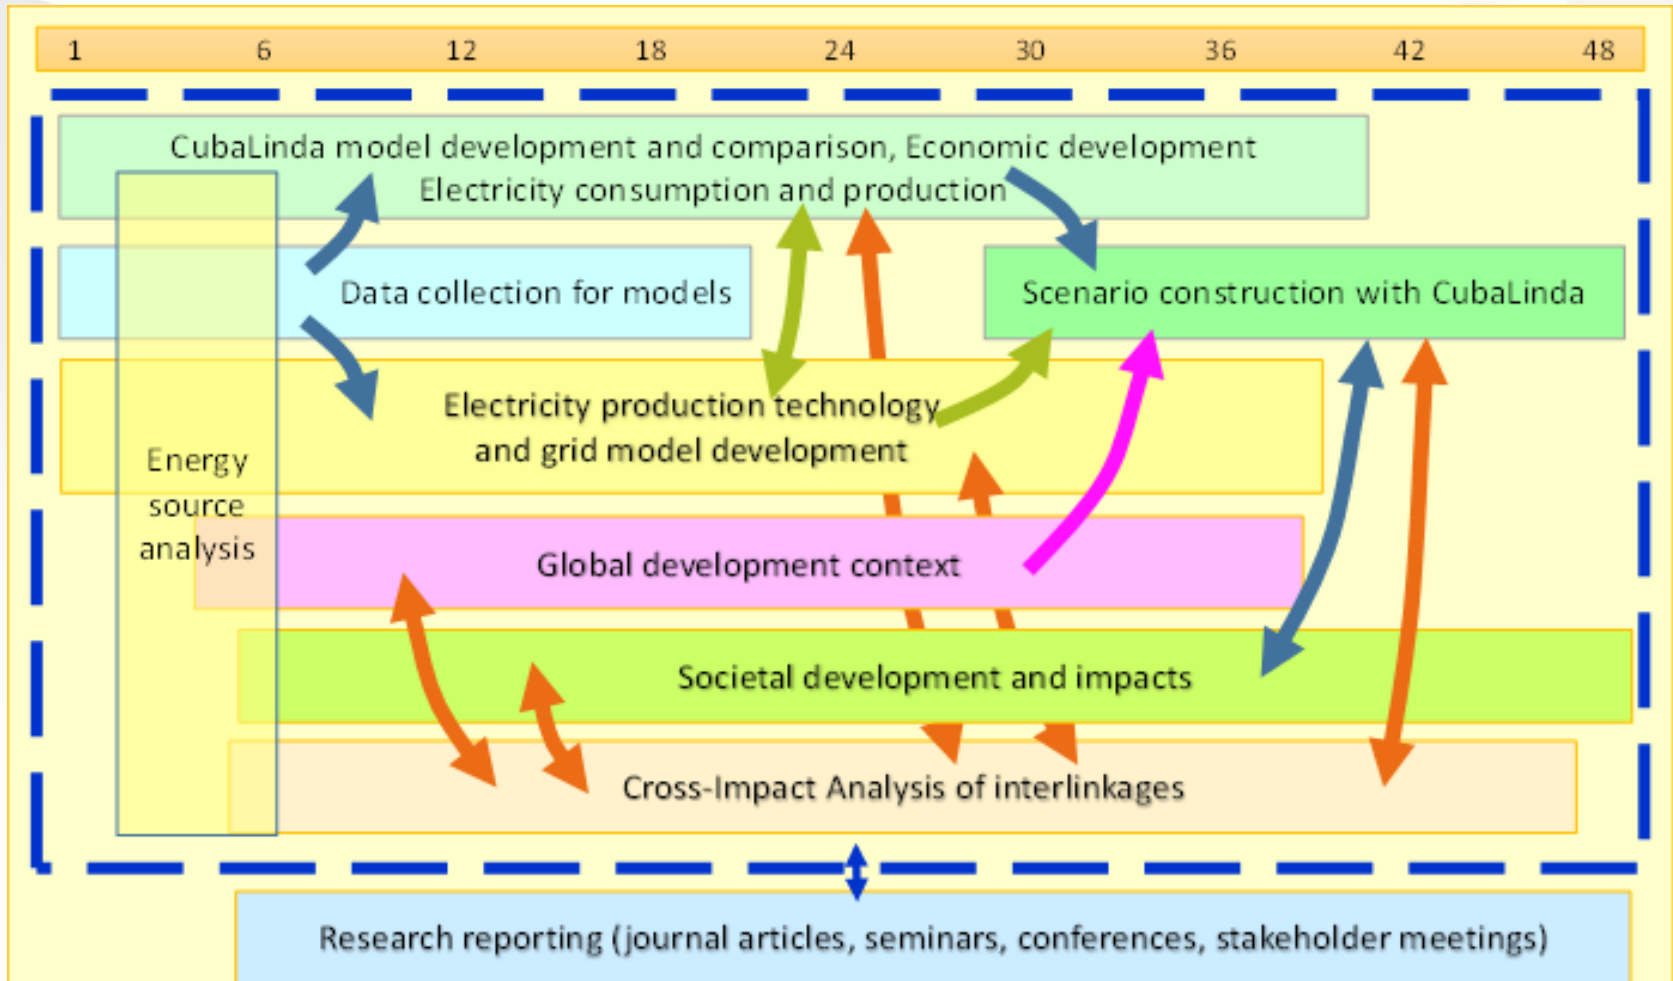 1 6 12 18 24 30 36 42 48
CubaLinda model development and comparison, Economic development
Electricity consumption and production
Data collection for models
Scenario construction with CubaLinda
Electricity production technology
and grid model development
Energy
source
analysis
Global development context
Societal development and impacts
Cross-Impact Analysis of interlinkages
Research reporting (journal articles, seminars, conferences, stakeholder meetings)